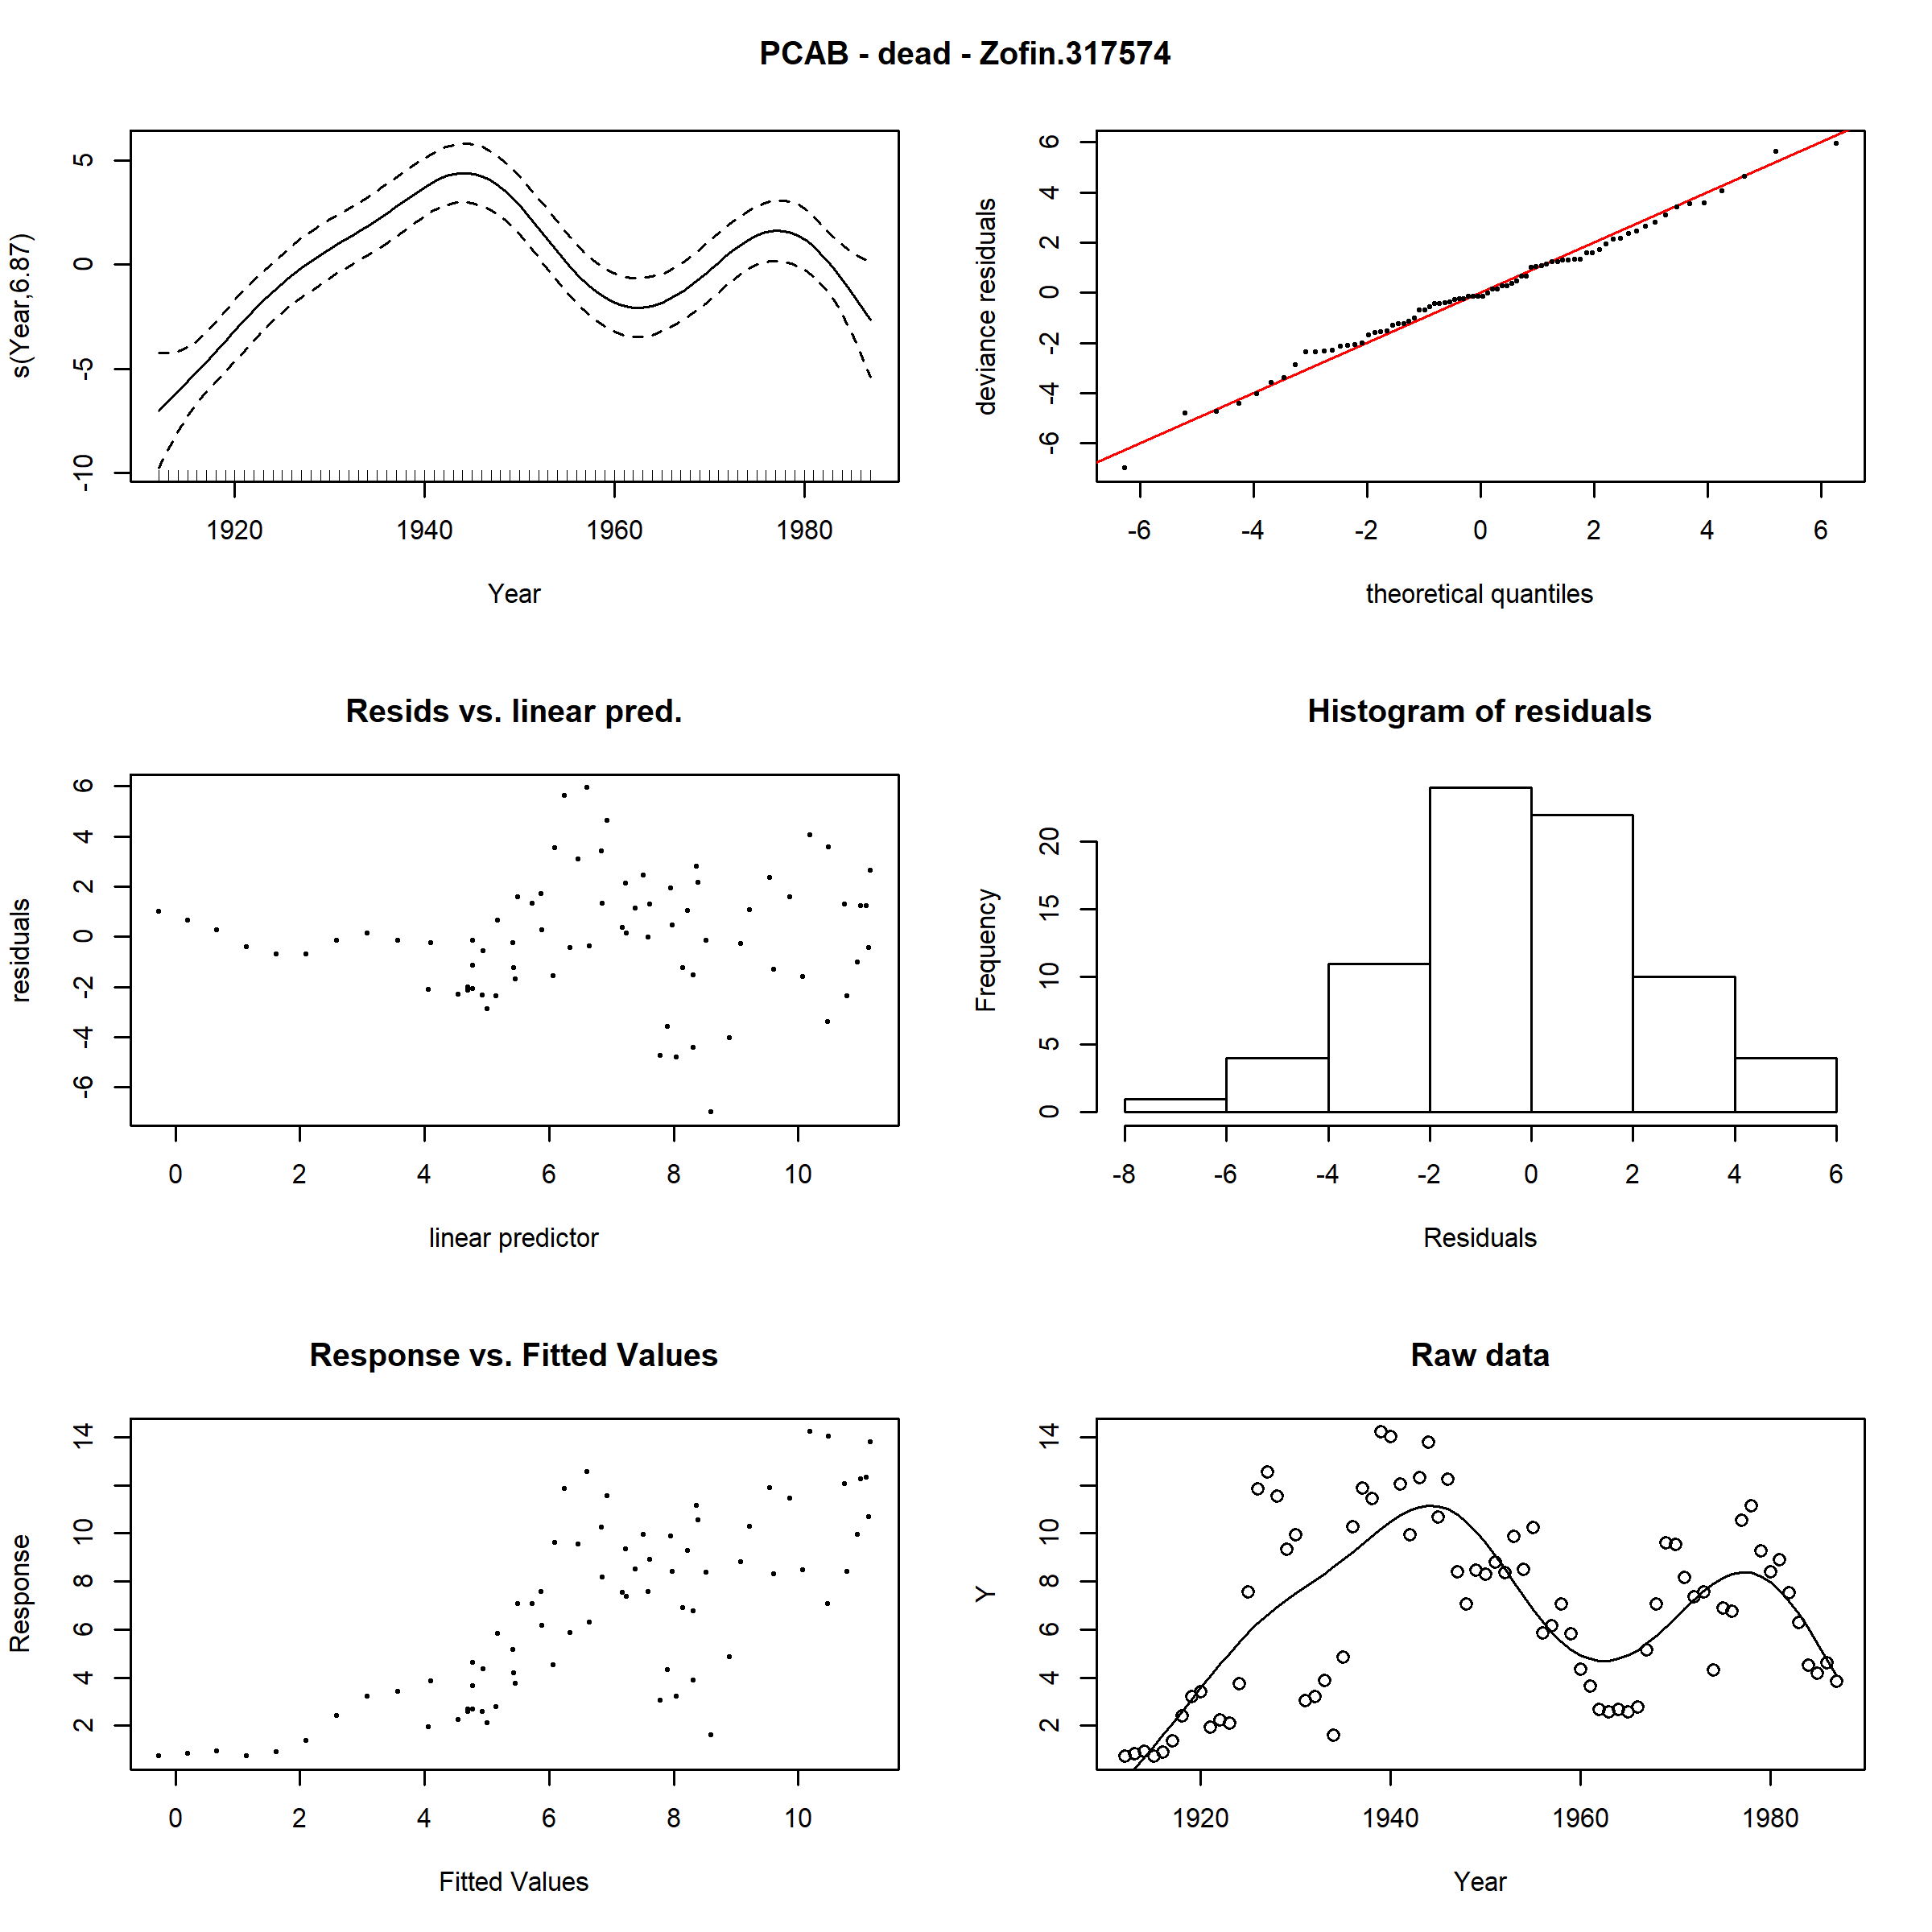 PCAB - dead - Zofin.317574
s(Year,6.87)
-10 -5 0 5
1920 1940 1960 1980
Year
deviance residuals
-6 -4 -2 0 2 4 6
-6 -4 -2 0 2 4 6
theoretical quantiles
Resids vs. linear pred.
residuals
-6 -4 -2 0 2 4 6
0 2 4 6 8 10
linear predictor
Histogram of residuals
Frequency
0 5 10 15 20
-8 -6 -4 -2 0 2 4 6
Residuals
Response vs. Fitted Values
Response
2 4 6 8 10 14
0 2 4 6 8 10
Fitted Values
Raw data
Y
2 4 6 8 10 14
1920 1940 1960 1980
Year